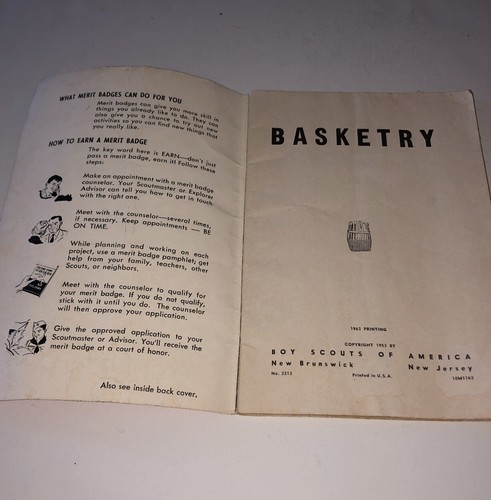 WHAT MERIT BADGES CAN DO FOR YOU
Merit badges can give you more skill in
things you already like to do. They can
also give you a chance to try out new
activities so you can find new things that
you really like.
HOW TO EARN A MERIT BADGE
The key word here is EARN—don't just
pass a merit badge, earn it! Follow these
steps:
Make an appointment with a merit badge
counselor. Your Scoutmaster or Explorer
Advisor can tell you how to get in touch
with the right one.
Meet with the counselor—several times,
if necessary. Keep appointments — BE
ON TIME.
While planning and working on each
project, use a merit badge pamphlet; get
help from your family, teachers, other
Scouts, or neighbors.
Meet with the counselor to qualify for
your merit badge. If you do not qualify,
stick with it until you do. The counselor
will then approve your application.
Give the approved application to your
Scoutmaster or Advisor. You'll receive the
merit badge at a court of honor.
Also see inside back cover.
BASKETRY
1962 PRINTING
COPYRIGHT 1952 BY
BOY SCOUTS OF AMERICA
New Brunswick New Jersey
No. 3313 Printed in U.S.A.